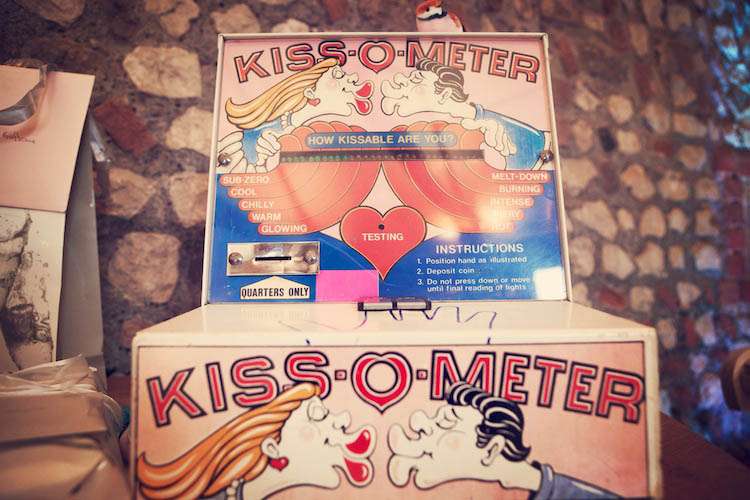 KISS·O·METER
HOW KISSABLE ARE YOU?
SUB-ZERO
COOL
CHILLY
WARM
GLOWING
MELT-DOWN
BURNING
INTENSE
HOT
TESTING
INSTRUCTIONS
1. Position hand as illustrated
2. Deposit coin
3. Do not press down or move
until final reading of lights
QUARTERS ONLY
KISS·O·METER